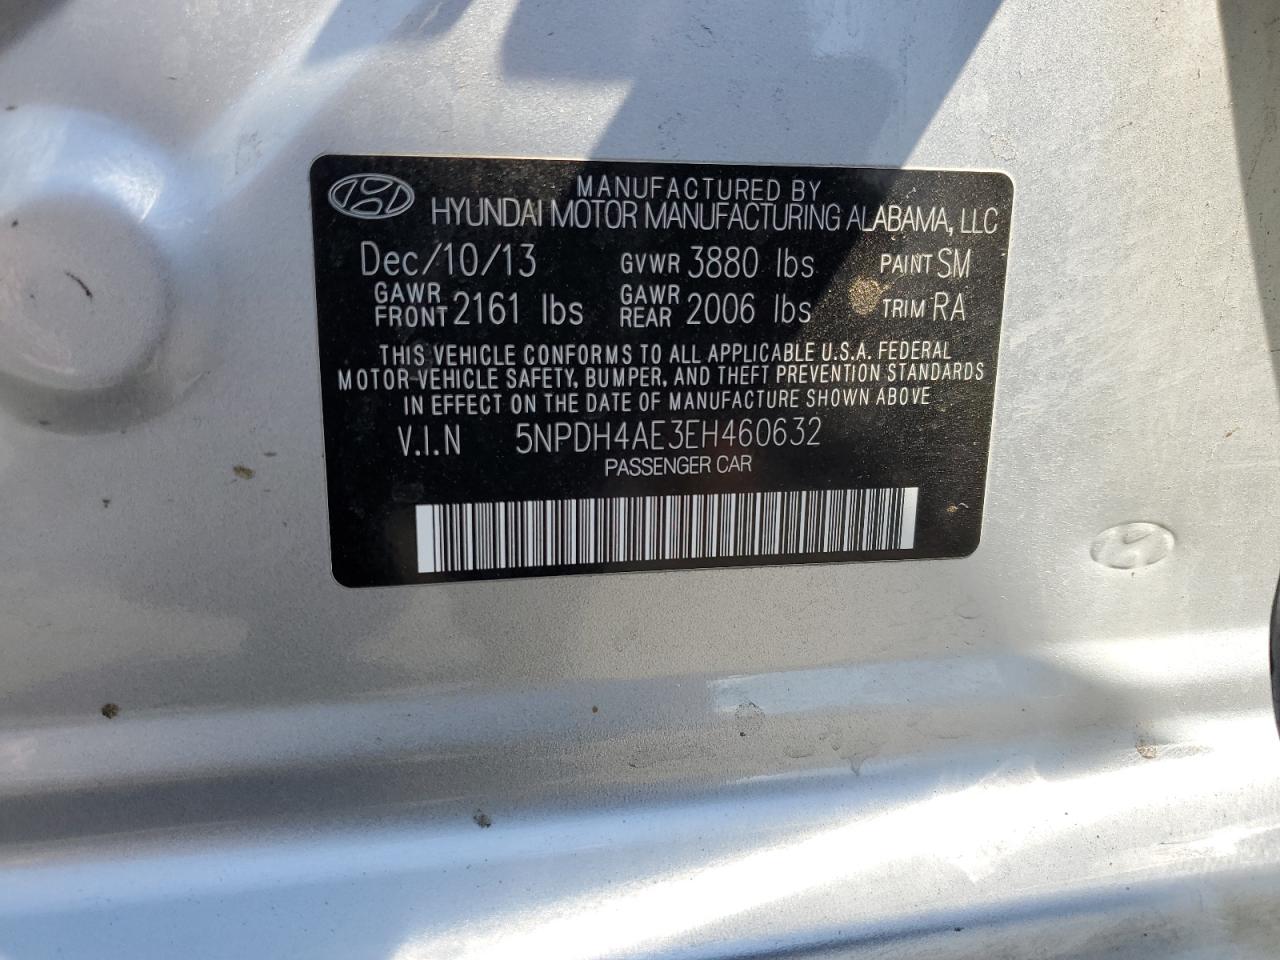 MANUFACTURED BY
HYUNDAI MOTOR MANUFACTURING ALABAMA, LLC
Dec/10/13 GVWR 3880 lbs PAINT SM
GAWR FRONT 2161 lbs GAWR REAR 2006 lbs TRIM RA
THIS VEHICLE CONFORMS TO ALL APPLICABLE U.S.A. FEDERAL
MOTOR VEHICLE SAFETY, BUMPER, AND THEFT PREVENTION STANDARDS
IN EFFECT ON THE DATE OF MANUFACTURE SHOWN ABOVE
V.I.N 5NPDH4AE3EH460632
PASSENGER CAR